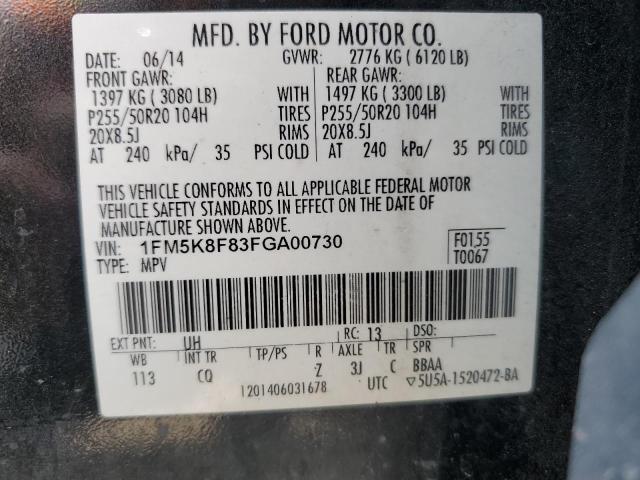 MFD. BY FORD MOTOR CO.
DATE: 06/14 GVWR: 2776 KG ( 6120 LB)
FRONT GAWR: REAR GAWR:
1397 KG ( 3080 LB) WITH 1497 KG ( 3300 LB) WITH
P255/50R20 104H TIRES P255/50R20 104H TIRES
20X8.5J RIMS 20X8.5J RIMS
AT 240 kPa/ 35 PSI COLD AT 240 kPa/ 35 PSI COLD
THIS VEHICLE CONFORMS TO ALL APPLICABLE FEDERAL MOTOR
VEHICLE SAFETY STANDARDS IN EFFECT ON THE DATE OF
MANUFACTURE SHOWN ABOVE.
VIN: 1FM5K8F83FGA00730 F0155
TYPE: MPV T0067
EXT PNT: UH RC: 13 DSO:
WB INT TR TP/PS R AXLE TR SPR
113 CQ Z 3J C BBAA
1201406031678 UTC ▽5U5A-1520472-BA